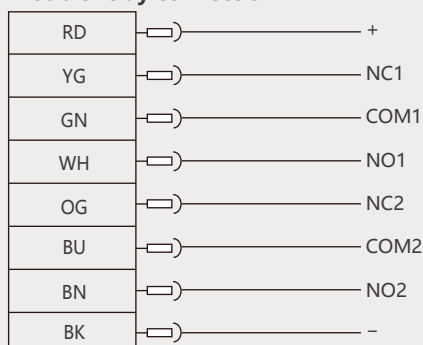 RD +
YG NC1
GN COM1
WH NO1
OG NC2
BU COM2
BN NO2
BK −